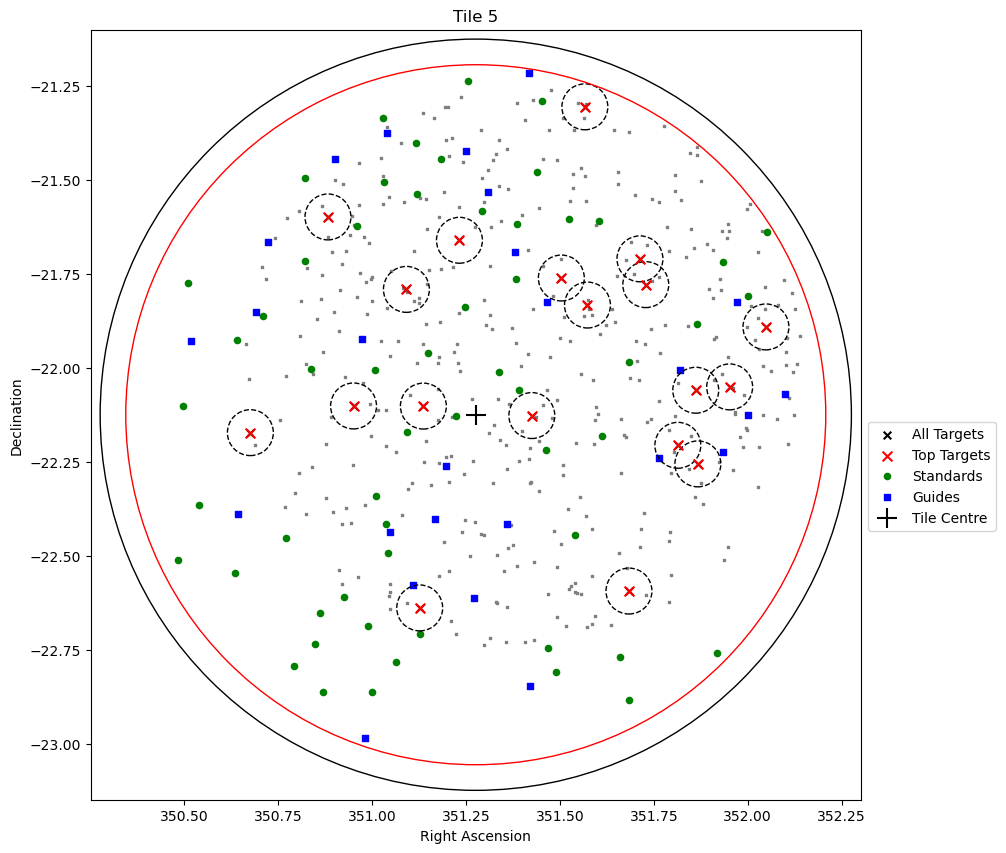 Tile 5
−21.25
−21.50
−21.75
−22.00
−22.25
−22.50
−22.75
−23.00
Declination
350.50 350.75 351.00 351.25 351.50 351.75 352.00 352.25
Right Ascension
All Targets
Top Targets
Standards
Guides
Tile Centre